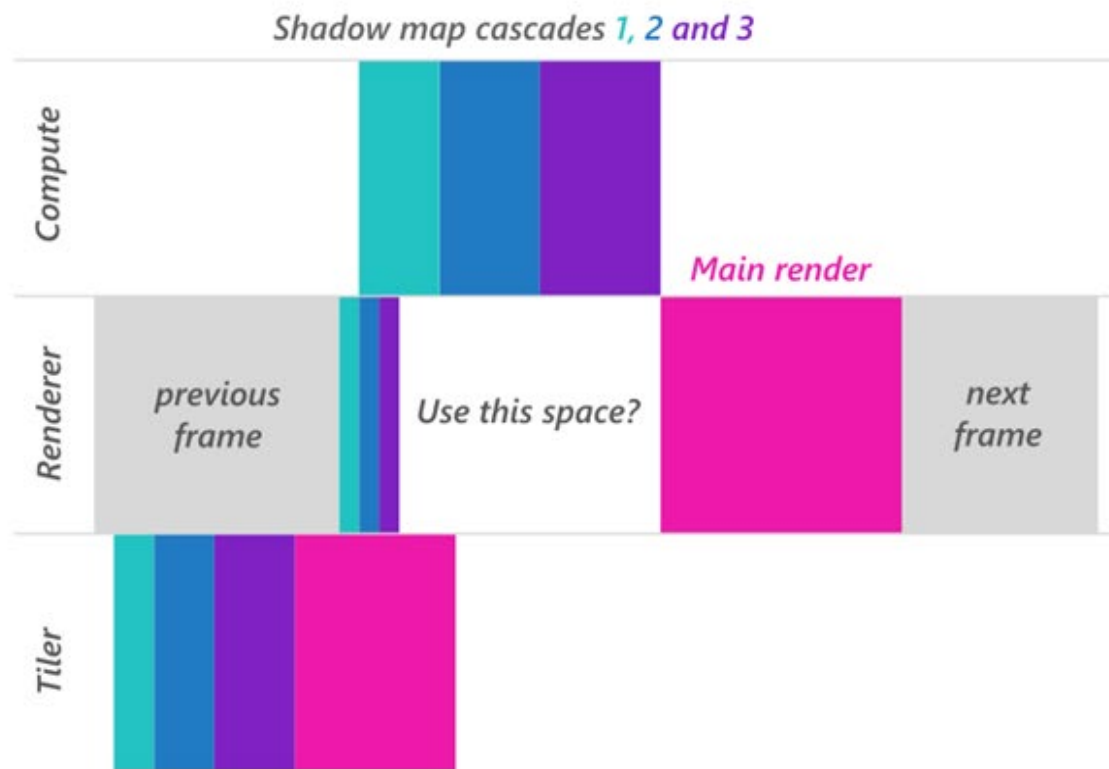 Shadow map cascades 1, 2 and 3
Compute
Main render
Renderer
previous
frame
Use this space?
next
frame
Tiler